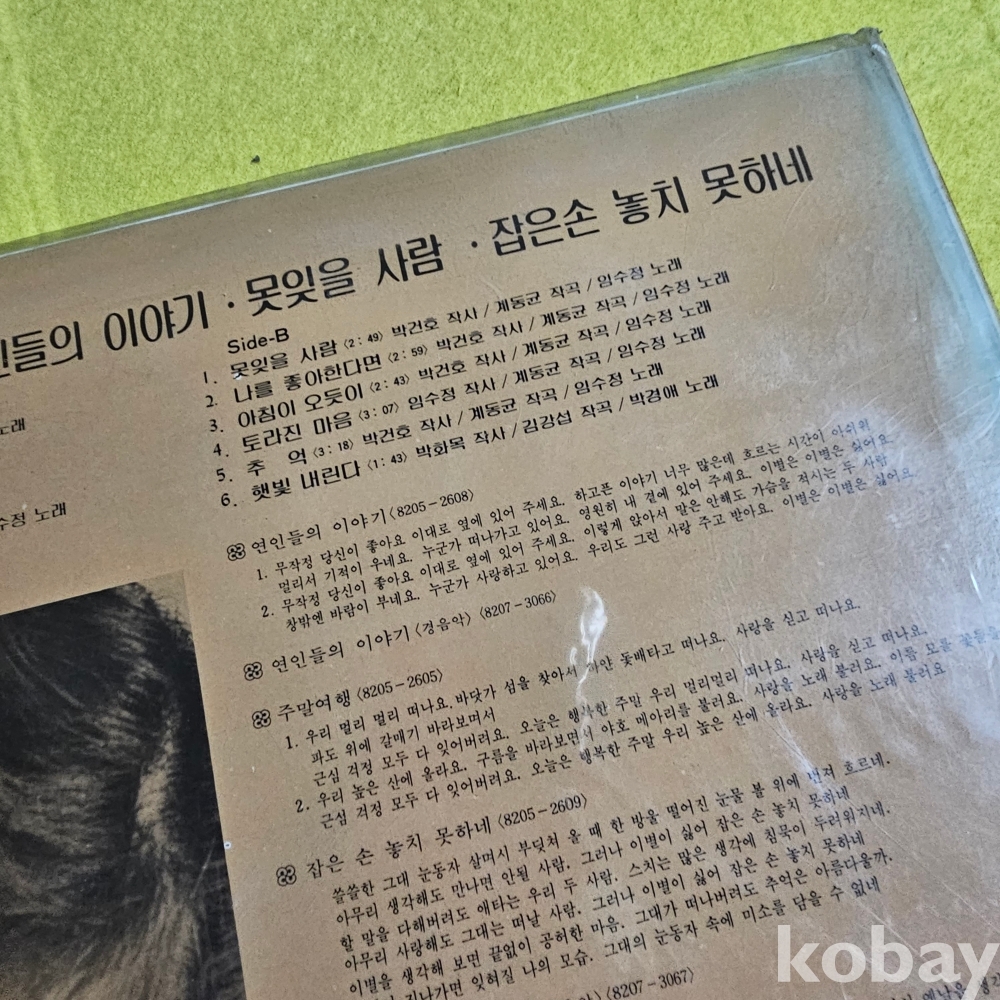 인들의 이야기 · 못잊을 사람 · 잡은손 놓치 못하네
노래
수정 노래
Side-B
1. 못잊을 사람 〈2 : 49〉 박건호 작사 / 계동균 작곡 / 임수정 노래
2. 나를 좋아한다면 〈2 : 59〉 박건호 작사 / 계동균 작곡 / 임수정 노래
3. 아침이 오듯이 〈2 : 43〉 박건호 작사 / 계동균 작곡 / 임수정 노래
4. 토라진 마음 〈3 : 07〉 임수정 작사 / 계동균 작곡 / 임수정 노래
5. 추 억 〈3 : 18〉 박건호 작사 / 계동균 작곡 / 임수정 노래
6. 햇빛 내린다 〈1 : 43〉 박화목 작사 / 김강섭 작곡 / 박경애 노래
연인들의 이야기 〈8205-2608〉
1. 무작정 당신이 좋아요 이대로 옆에 있어 주세요. 하고픈 이야기 너무 많은데 흐르는 시간이 아쉬워
멀리서 기적이 우네요. 누군가 떠나가고 있어요. 영원히 내 곁에 있어 주세요. 이별은 이별은 싫어요.
2. 무작정 당신이 좋아요 이대로 옆에 있어 주세요. 이렇게 앉아서 말은 안해도 가슴을 적시는 두 사람
창밖엔 바람이 부네요. 누군가 사랑하고 있어요. 우리도 그런 사랑 주고 받아요. 이별은 이별은 싫어요
연인들의 이야기 〈경음악〉 〈8207-3066〉
주말여행 〈8205-2605〉
1. 우리 멀리 멀리 떠나요. 바닷가 섬을 찾아서 하얀 돛배타고 떠나요. 사랑을 싣고 떠나요.
파도 위에 갈매기 바라보며서
근심 걱정 모두 다 잊어버려요. 오늘은 행복한 주말 우리 멀리멀리 떠나요. 사랑을 싣고 떠나요.
2. 우리 높은 산에 올라요. 구름을 바라보면서 야호 메아리를 불러요. 사랑을 노래 불러요. 이름 모를 꽃들을
근심 걱정 모두 다 잊어버려요. 오늘은 행복한 주말 우리 높은 산에 올라요. 사랑을 노래 불러요
잡은 손 놓치 못하네 〈8205-2609〉
쓸쓸한 그대 눈동자 살며시 부딪쳐 올 때 한 방울 떨어진 눈물 볼 위에 번져 흐르네.
아무리 생각해도 만나면 안될 사람. 그러나 이별이 싫어 잡은 손 놓치 못하네
할 말을 다해버려도 애타는 우리 두 사람. 스치는 많은 생각에 침묵이 두려워지네.
아무리 사랑해도 그대는 떠날 사람. 그러나 이별이 싫어 잡은 손 놓치 못하네
이별을 생각해 보면 끝없이 공허한 마음. 그대가 떠나버려도 추억은 아름다울까.
지나가면 잊혀질 나의 모습. 그대의 눈동자 속에 미소를 담을 수 없네
〈8207-3067〉
kobay